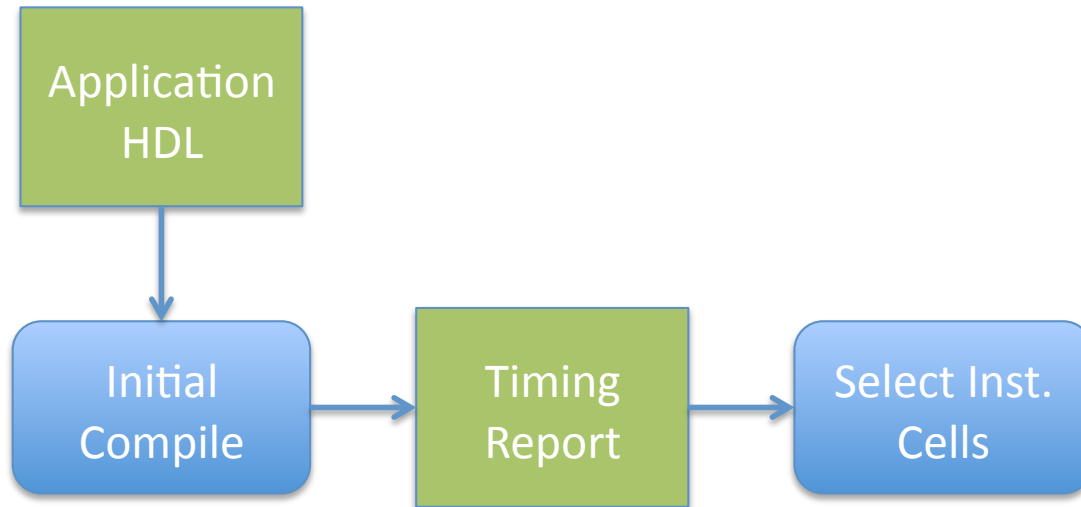 Application
HDL
Initial
Compile
Timing
Report
Select Inst.
Cells